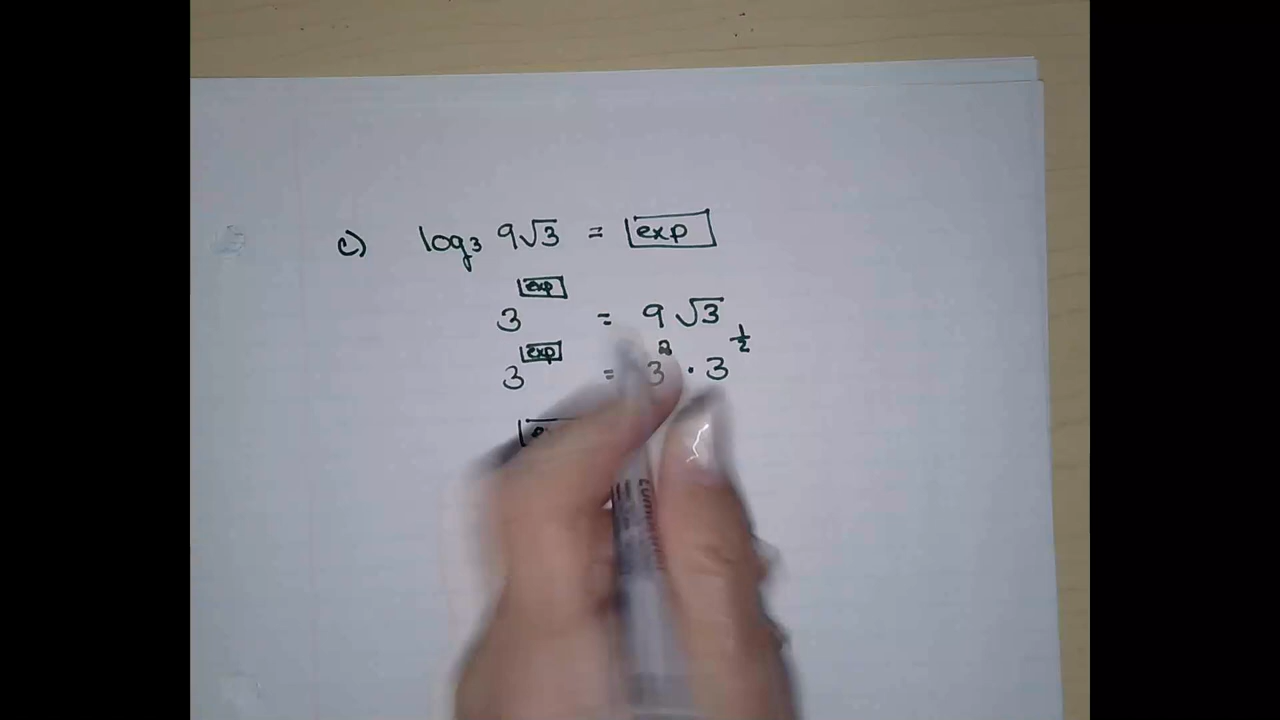 c) log₃ 9√3 = exp
3^exp = 9√3
3^exp = 3² · 3^½